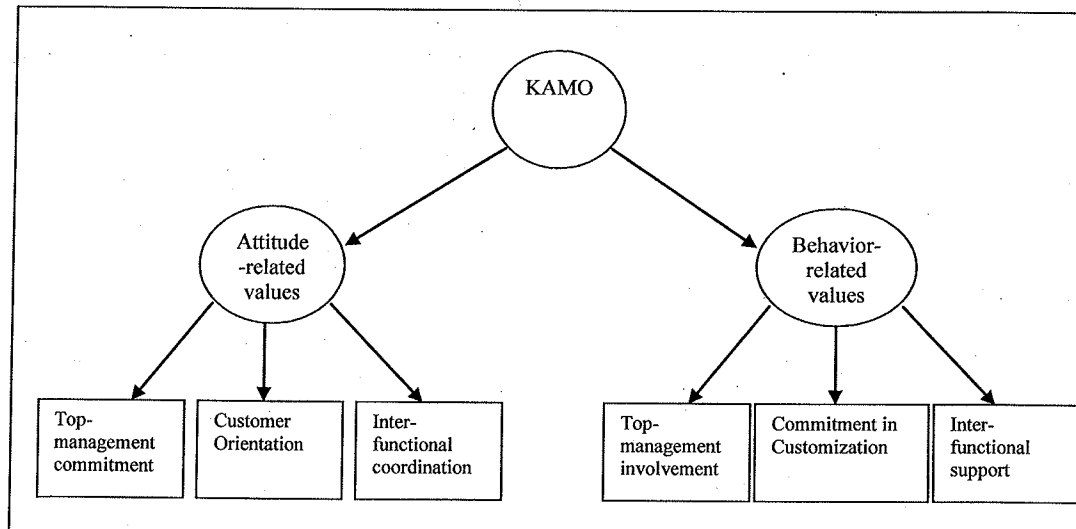 KAMO
Attitude
-related
values
Behavior-
related
values
Top-
management
commitment
Customer
Orientation
Inter-
functional
coordination
Top-
management
involvement
Commitment in
Customization
Inter-
functional
support